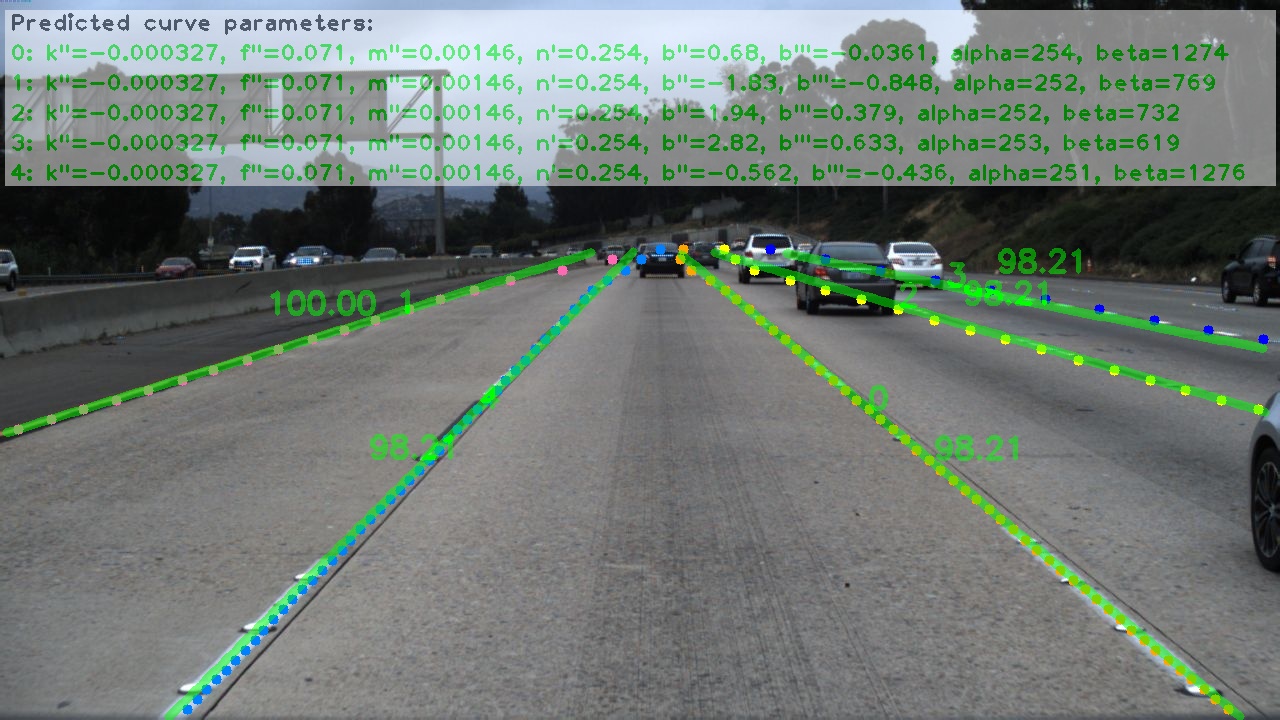 Predicted curve parameters:
0: k''=-0.000327, f''=0.071, m''=0.00146, n'=0.254, b''=0.68, b'''=-0.0361, alpha=254, beta=1274
1: k''=-0.000327, f''=0.071, m''=0.00146, n'=0.254, b''=-1.83, b'''=-0.848, alpha=252, beta=769
2: k''=-0.000327, f''=0.071, m''=0.00146, n'=0.254, b''=1.94, b'''=0.379, alpha=252, beta=732
3: k''=-0.000327, f''=0.071, m''=0.00146, n'=0.254, b''=2.82, b'''=0.633, alpha=253, beta=619
4: k''=-0.000327, f''=0.071, m''=0.00146, n'=0.254, b''=-0.562, b'''=-0.436, alpha=251, beta=1276
98.21
3
98.21
2
100.00
1
0
98.21
98.21